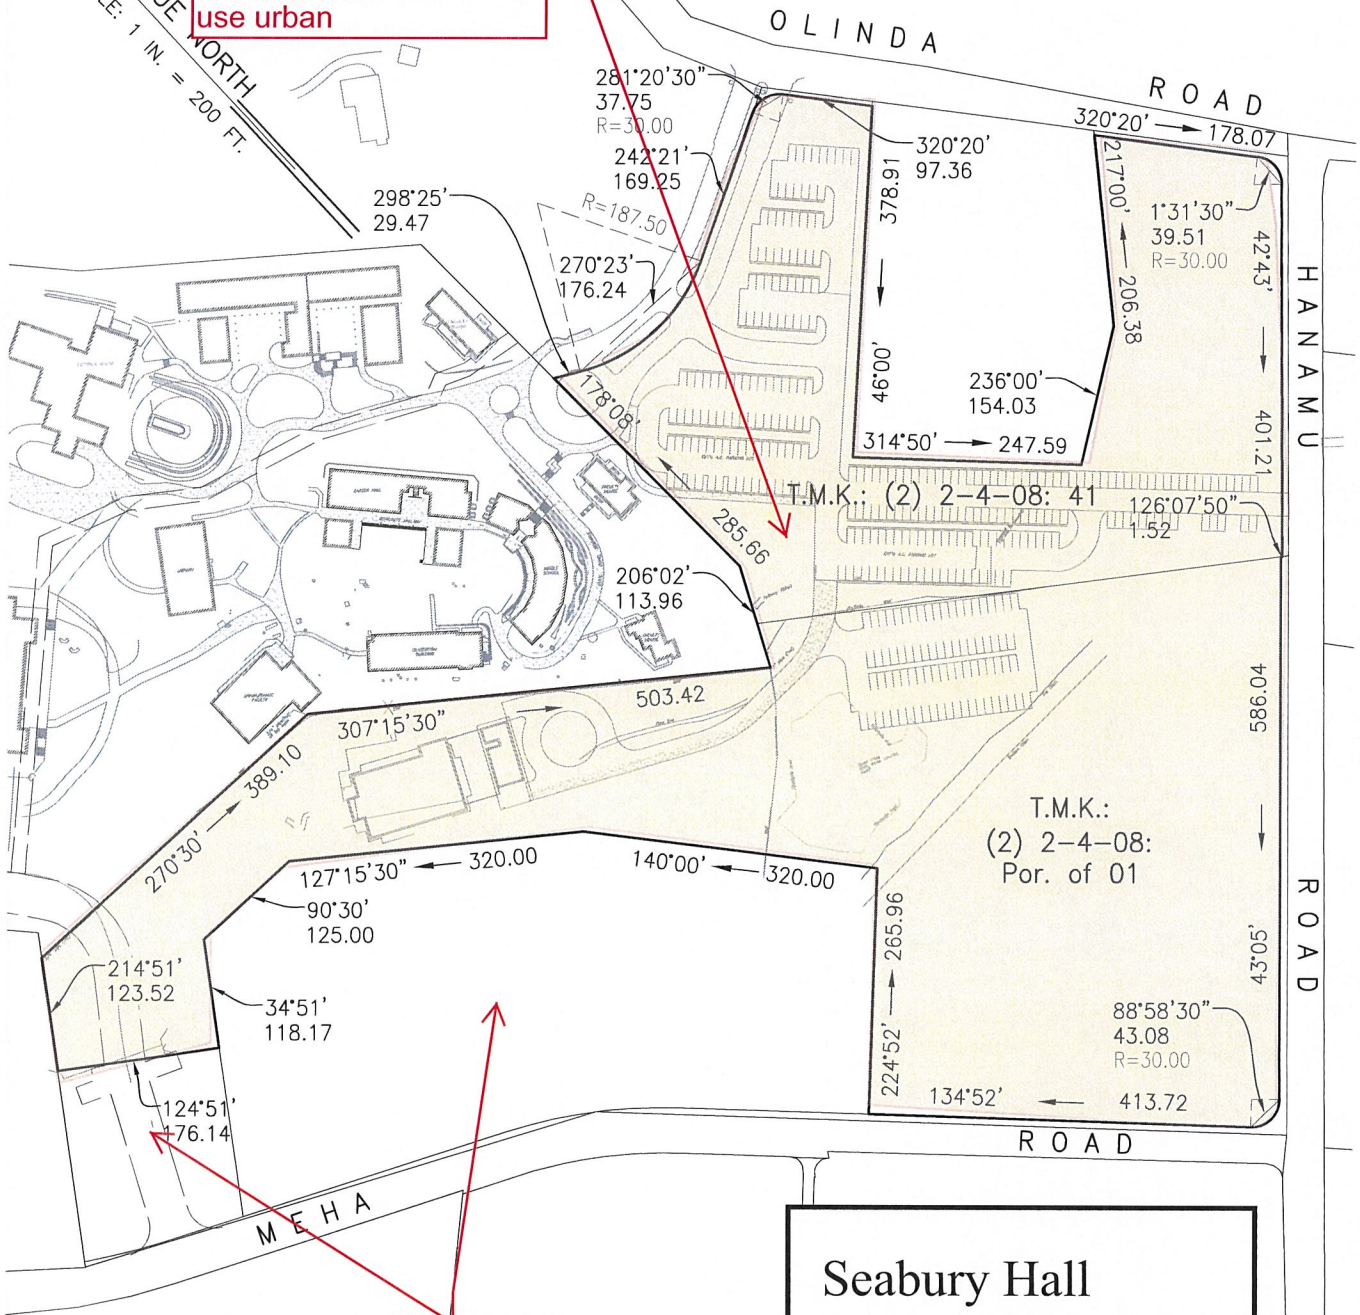 use urban
UE NORTH
LE: 1 IN. = 200 FT.
OLINDA
ROAD
281°20'30"
37.75
R=30.00
320°20'
97.36
320°20' 178.07
242°21'
169.25
298°25'
29.47
R=187.50
270°23'
176.24
378.91
46°00'
217°00'
206.38
1°31'30"
39.51
R=30.00
42°43'
401.21
HANAMU
236°00'
154.03
314°50' 247.59
178°08'
285.66
T.M.K.: (2) 2-4-08: 41
126°07'50"
1.52
206°02'
113.96
503.42
307°15'30"
586.04
43°05'
T.M.K.:
(2) 2-4-08:
Por. of 01
389.10
270°30'
127°15'30" 320.00
140°00' 320.00
90°30'
125.00
265.96
224°52'
ROAD
214°51'
123.52
34°51'
118.17
88°58'30"
43.08
R=30.00
134°52' 413.72
124°51'
176.14
ROAD
MEHA
Seabury Hall